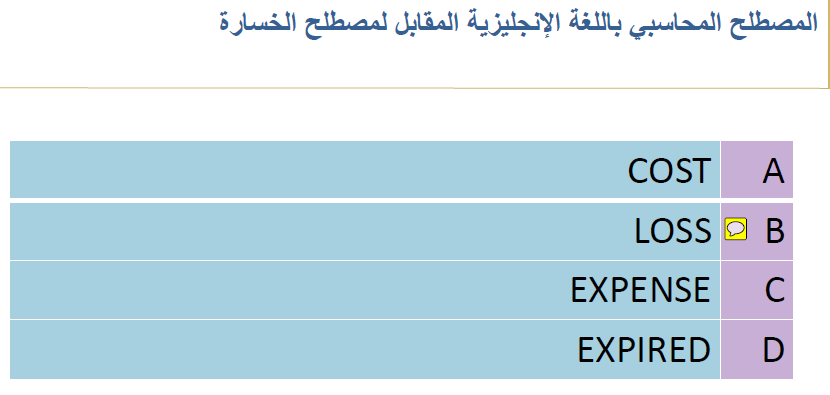 المصطلح المحاسبي باللغة الإنجليزية المقابل لمصطلح الخسارة
A COST
B LOSS
C EXPENSE
D EXPIRED